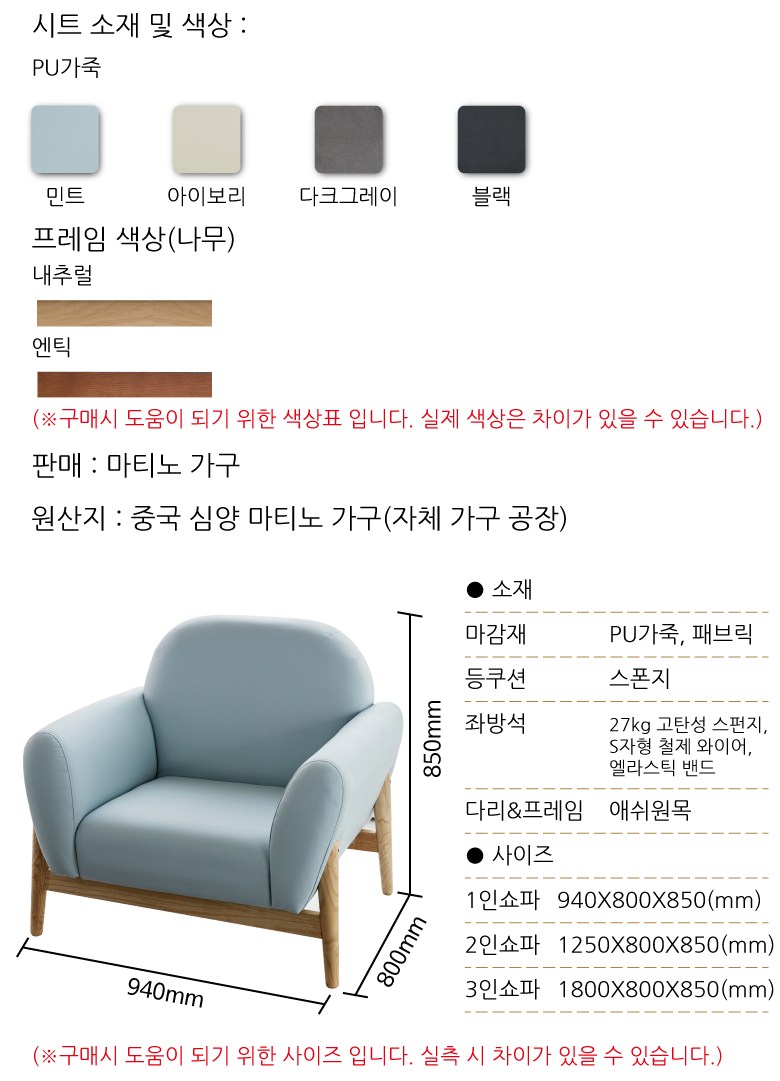 시트 소재 및 색상 :
PU가죽
민트 아이보리 다크그레이 블랙
프레임 색상(나무)
내추럴
엔틱
(※구매시 도움이 되기 위한 색상표 입니다. 실제 색상은 차이가 있을 수 있습니다.)
판매 : 마티노 가구
원산지 : 중국 심양 마티노 가구(자체 가구 공장)
850mm
800mm
940mm
● 소재
마감재 PU가죽, 패브릭
등쿠션 스폰지
좌방석 27kg 고탄성 스펀지,
S자형 철제 와이어,
엘라스틱 밴드
다리&프레임 애쉬원목
● 사이즈
1인쇼파 940X800X850(mm)
2인쇼파 1250X800X850(mm)
3인쇼파 1800X800X850(mm)
(※구매시 도움이 되기 위한 사이즈 입니다. 실측 시 차이가 있을 수 있습니다.)